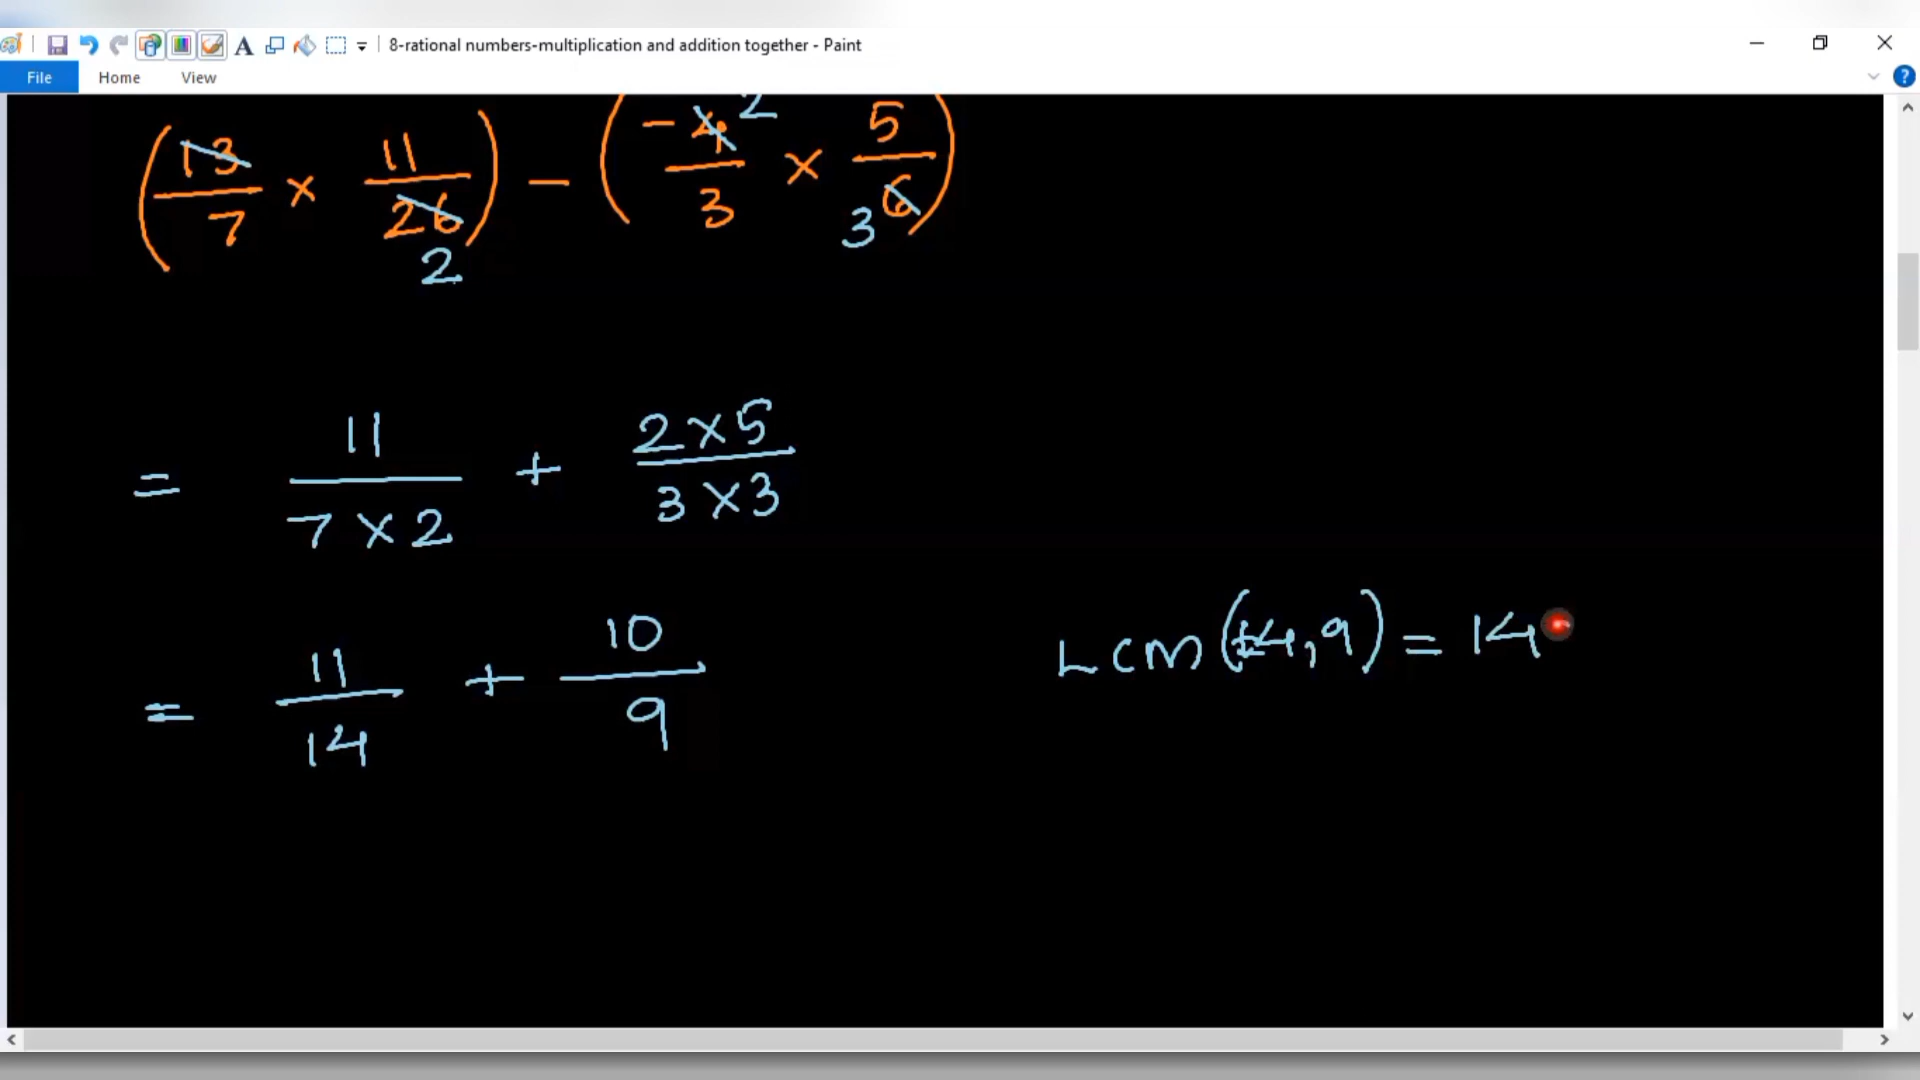 8-rational numbers-multiplication and addition together - Paint
File Home View
(13/7 × 11/26 2) - (-4 2/3 × 5/3 6)
= 11/7×2 + 2×5/3×3
= 11/14 + 10/9 LCM(14,9) = 14